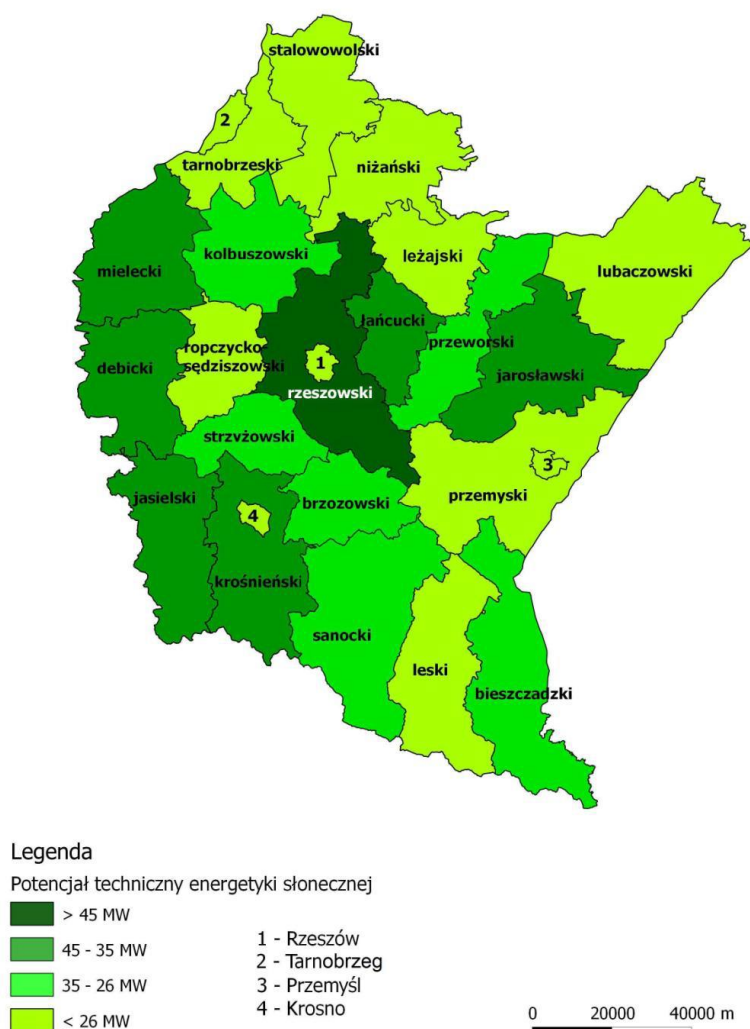 stalowowolski
2
tarnobrzeski
niżański
kolbuszowski
leżajski
lubaczowski
mielecki
łańcucki
ropczycko-
sędziszowski
1
przeworski
debicki
jarosławski
rzeszowski
strzyżowski
3
przemyski
jasielski
brzozowski
4
krośnieński
sanocki
leski
bieszczadzki
Legenda
Potencjał techniczny energetyki słonecznej
> 45 MW
45 - 35 MW
35 - 26 MW
< 26 MW
1 - Rzeszów
2 - Tarnobrzeg
3 - Przemyśl
4 - Krosno
0 20000 40000 m